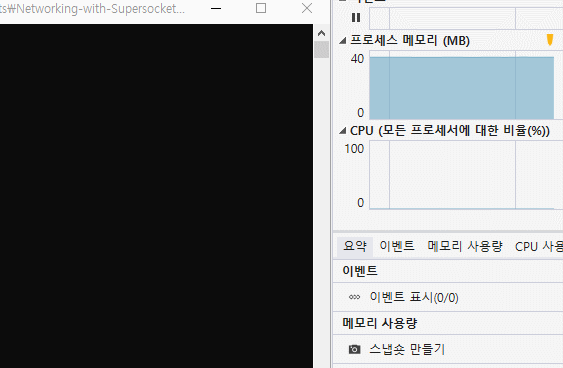 ts₩Networking-with-Supersocket...
프로세스 메모리 (MB)
40
0
CPU (모든 프로세서에 대한 비율(%))
100
0
요약 이벤트 메모리 사용량 CPU 사용
이벤트
이벤트 표시(0/0)
메모리 사용량
스냅숏 만들기